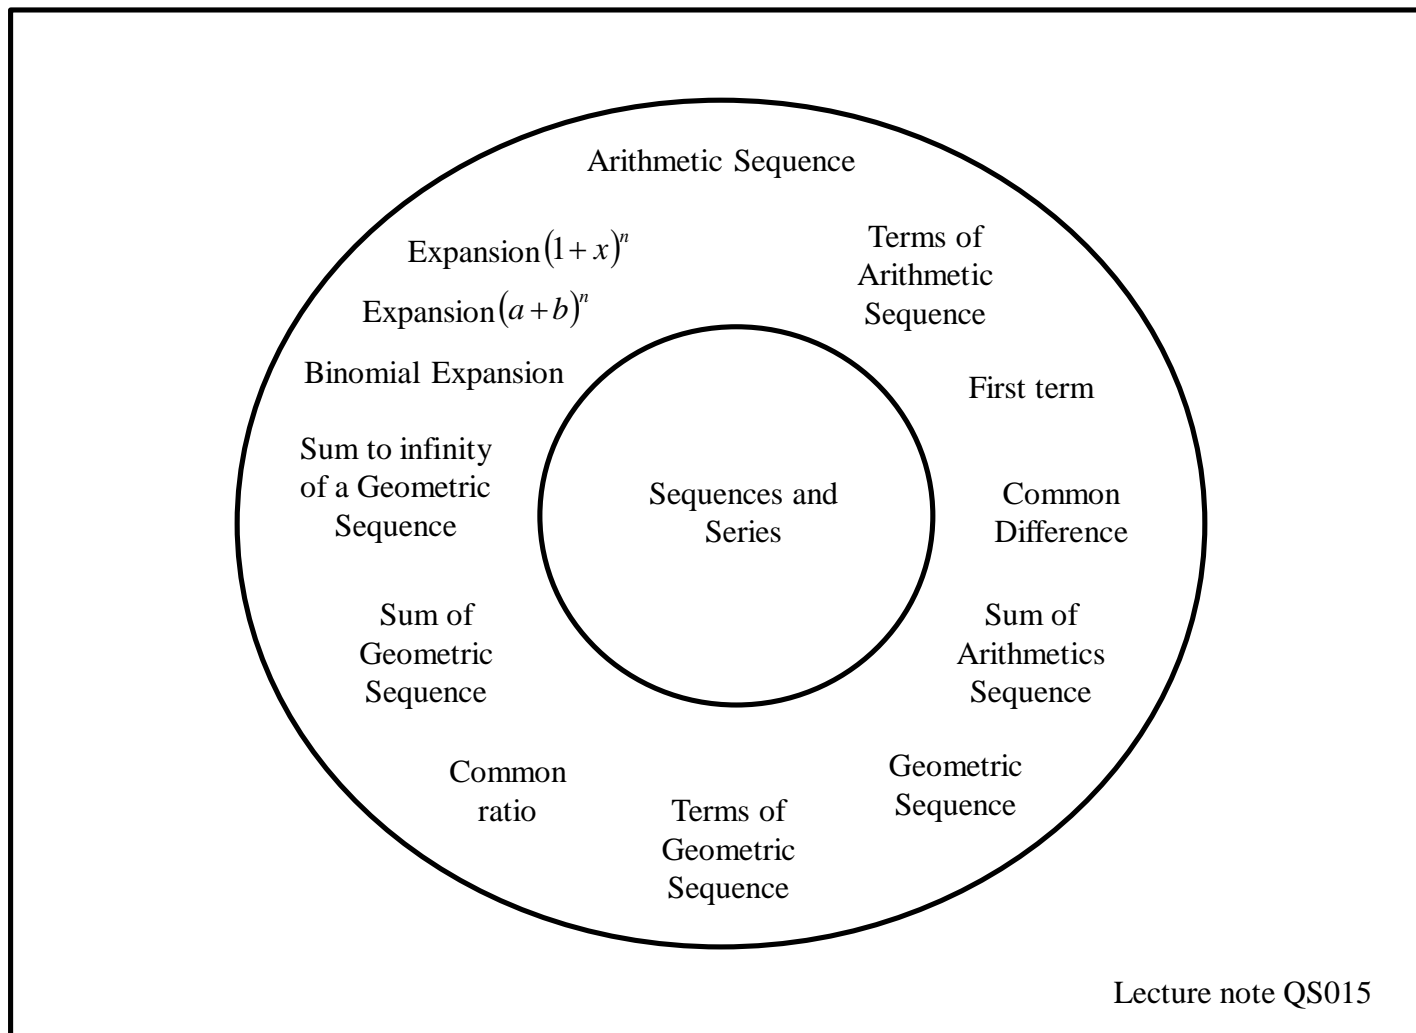 Arithmetic Sequence
Expansion (1 + x)ⁿ
Expansion (a + b)ⁿ
Binomial Expansion
Sum to infinity
of a Geometric
Sequence
Sum of
Geometric
Sequence
Common
ratio
Terms of
Geometric
Sequence
Geometric
Sequence
Sum of
Arithmetics
Sequence
Common
Difference
First term
Terms of
Arithmetic
Sequence
Sequences and
Series
Lecture note QS015